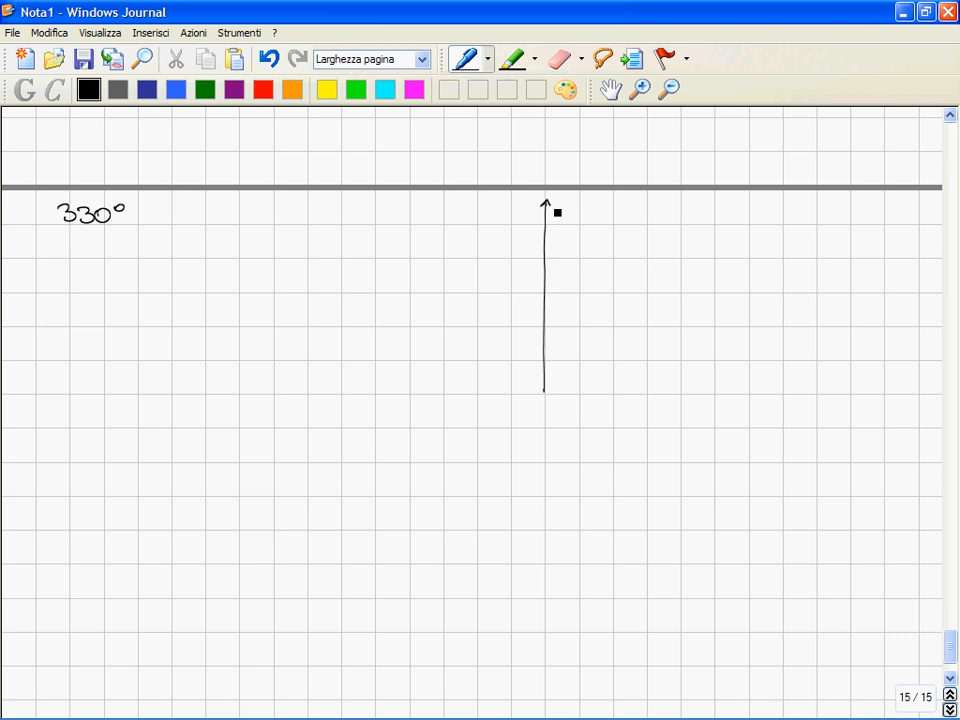 Nota1 - Windows Journal
File Modifica Visualizza Inserisci Azioni Strumenti ?
Larghezza pagina
G C
330°
15 / 15